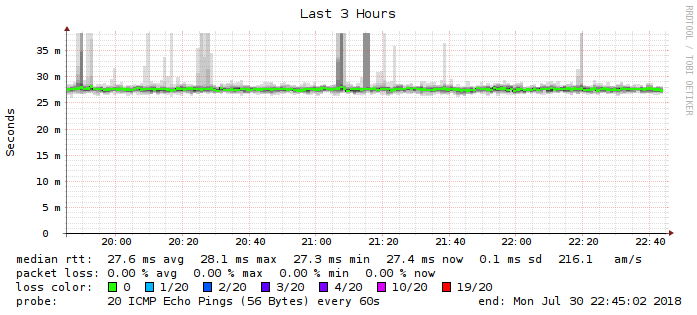 Last 3 Hours
RRDTOOL / TOBI OETIKER
Seconds
35 m
30 m
25 m
20 m
15 m
10 m
5 m
0
20:00 20:20 20:40 21:00 21:20 21:40 22:00 22:20 22:40
median rtt: 27.6 ms avg 28.1 ms max 27.3 ms min 27.4 ms now 0.1 ms sd 216.1 am/s
packet loss: 0.00 % avg 0.00 % max 0.00 % min 0.00 % now
loss color: 0 1/20 2/20 3/20 4/20 10/20 19/20
probe: 20 ICMP Echo Pings (56 Bytes) every 60s end: Mon Jul 30 22:45:02 2018